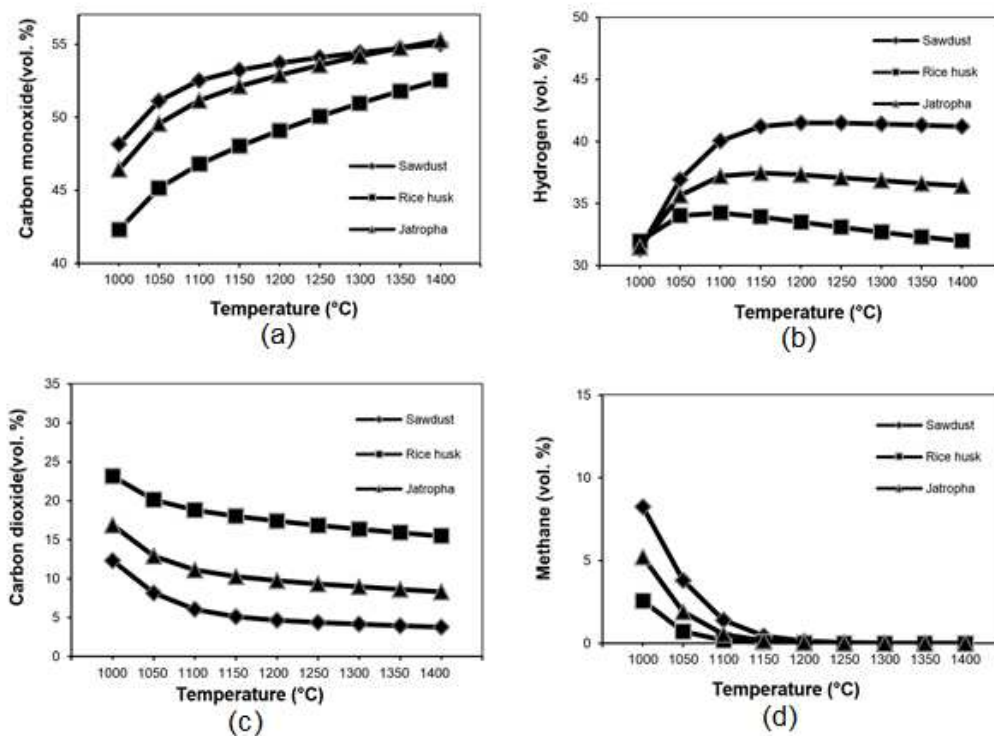 Carbon monoxide(vol. %)
55
50
45
40
Sawdust
Rice husk
Jatropha
1000 1050 1100 1150 1200 1250 1300 1350 1400
Temperature (°C)
(a)
Hydrogen (vol. %)
50
45
40
35
30
Sawdust
Rice husk
Jatropha
1000 1050 1100 1150 1200 1250 1300 1350 1400
Temperature (°C)
(b)
Carbon dioxide(vol. %)
35
30
25
20
15
10
5
0
Sawdust
Rice husk
Jatropha
1000 1050 1100 1150 1200 1250 1300 1350 1400
Temperature (°C)
(c)
Methane (vol. %)
15
10
5
0
Sawdust
Rice husk
Jatropha
1000 1050 1100 1150 1200 1250 1300 1350 1400
Temperature (°C)
(d)